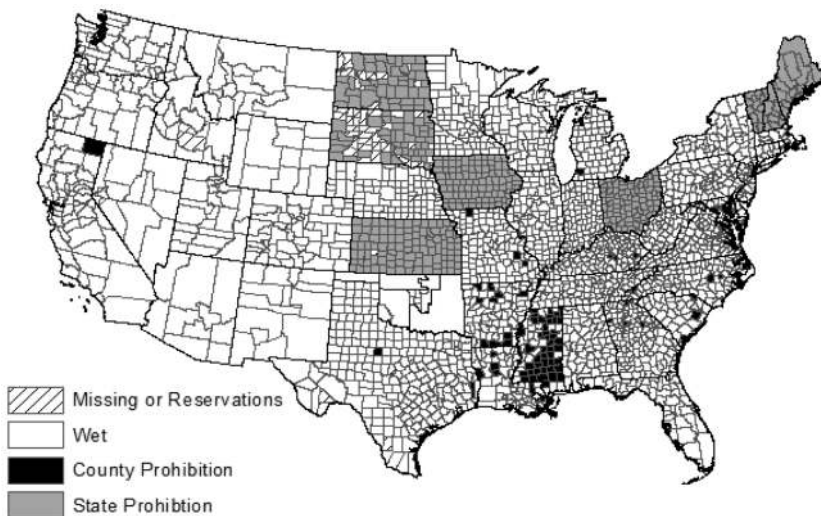 Missing or Reservations
Wet
County Prohibition
State Prohibtion